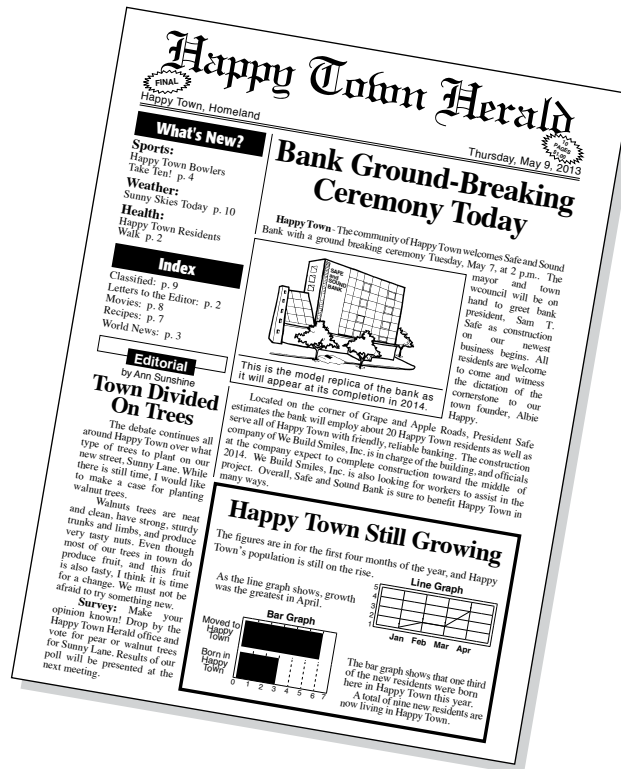 Happy Town Herald
FINAL
10
PAGES
Happy Town, Homeland
Thursday, May 9, 2013
What's New?
Sports:
Happy Town Bowlers
Take Ten! p. 4
Weather:
Sunny Skies Today p. 10
Health:
Happy Town Residents
Walk p. 2
Index
Classified: p. 9
Letters to the Editor: p. 2
Movies: p. 8
Recipes: p. 7
World News: p. 3
Editorial
by Ann Sunshine
Town Divided
On Trees
The debate continues all
around Happy Town over what
type of trees to plant on our
new street, Sunny Lane. While
there is still time, I would like
to make a case for planting
walnut trees.
Walnuts trees are neat
and clean, have strong, sturdy
trunks and limbs, and produce
very tasty nuts. Even though
most of our trees in town do
produce fruit, and this fruit
is also tasty, I think it is time
for a change. We must not be
afraid to try something new.
Survey: Make your
opinion known! Drop by the
Happy Town Herald office and
vote for pear or walnut trees
for Sunny Lane. Results of our
poll will be presented at the
next meeting.
Bank Ground-Breaking
Ceremony Today
Happy Town - The community of Happy Town welcomes Safe and Sound
Bank with a ground breaking ceremony Tuesday, May 7, at 2 p.m.. The
mayor and town
wcouncil will be on
hand to greet bank
president, Sam T.
Safe as construction
on our newest
business begins. All
residents are welcome
to come and witness
the dictation of the
cornerstone to our
town founder, Albie
Happy.
SAFE
and
SOUND
BANK
This is the model replica of the bank as
it will appear at its completion in 2014.
Located on the corner of Grape and Apple Roads, President Safe
estimates the bank will employ about 20 Happy Town residents as well as
serve all of Happy Town with friendly, reliable banking. The construction
company of We Build Smiles, Inc. is in charge of the building, and officials
at the company expect to complete construction toward the middle of
2014. We Build Smiles, Inc. is also looking for workers to assist in the
project. Overall, Safe and Sound Bank is sure to benefit Happy Town in
many ways.
Happy Town Still Growing
The figures are in for the first four months of the year, and Happy
Town's population is still on the rise.
As the line graph shows, growth
was the greatest in April.
Line Graph
5
4
3
2
1
Jan Feb Mar Apr
Bar Graph
Moved to
Happy
Town
Born in
Happy
Town
0 1 2 3 4 5 6 7
The bar graph shows that one third
of the new residents were born
here in Happy Town this year.
A total of nine new residents are
now living in Happy Town.